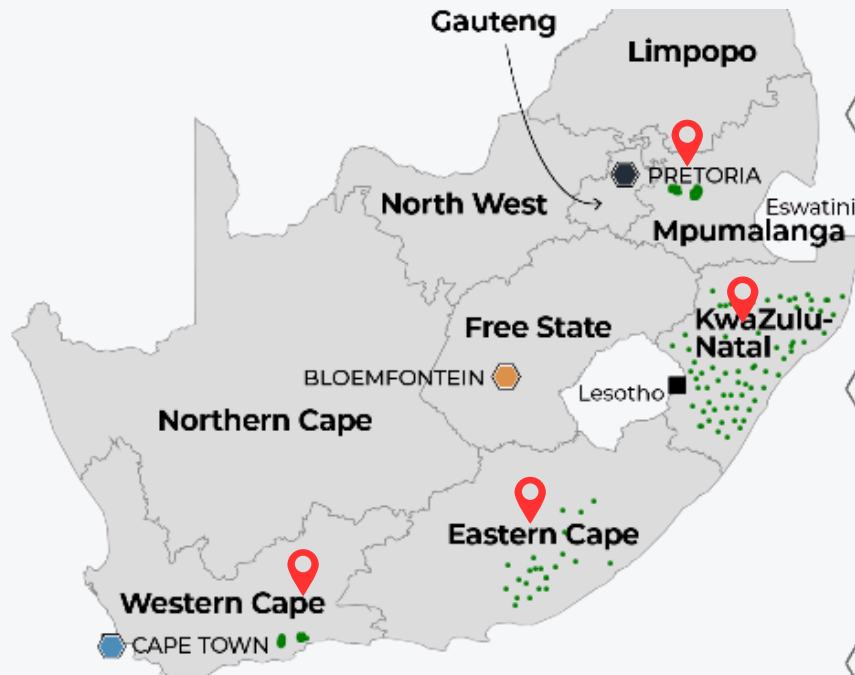 Gauteng
Limpopo
PRETORIA
North West
Eswatini
Mpumalanga
Free State
KwaZulu-
Natal
BLOEMFONTEIN
Lesotho
Northern Cape
Eastern Cape
Western Cape
CAPE TOWN